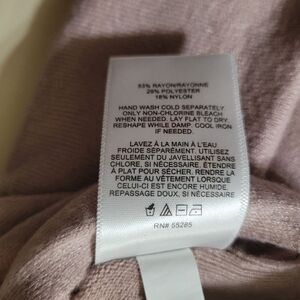 53% RAYON/RAYONNE
29% POLYESTER
18% NYLON
HAND WASH COLD SEPARATELY
ONLY NON-CHLORINE BLEACH
WHEN NEEDED. LAY FLAT TO DRY.
RESHAPE WHILE DAMP. COOL IRON
IF NEEDED.
LAVEZ À LA MAIN À L'EAU
FROIDE SÉPARÉMENT. UTILISEZ
SEULEMENT DU JAVELLISANT SANS
CHLORE, SI NÉCESSAIRE. ÉTENDRE
À PLAT POUR SÉCHER. RENDRE LA
FORME AU VÊTEMENT LORSQUE
CELUI-CI EST ENCORE HUMIDE.
REPASSAGE DOUX, SI NÉCESSAIRE.
RN# 55285